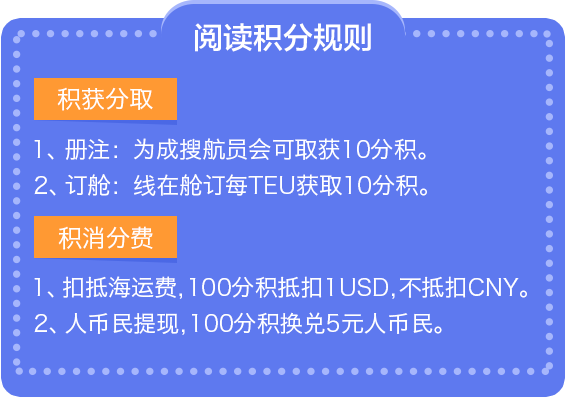 阅读积分规则
积获分取
1、册注：为成搜航员会可取获10分积。
2、订舱：线在舱订每TEU获取10分积。
积消分费
1、扣抵海运费,100分积抵扣1USD,不抵扣CNY。
2、人币民提现,100分积换兑5元人币民。